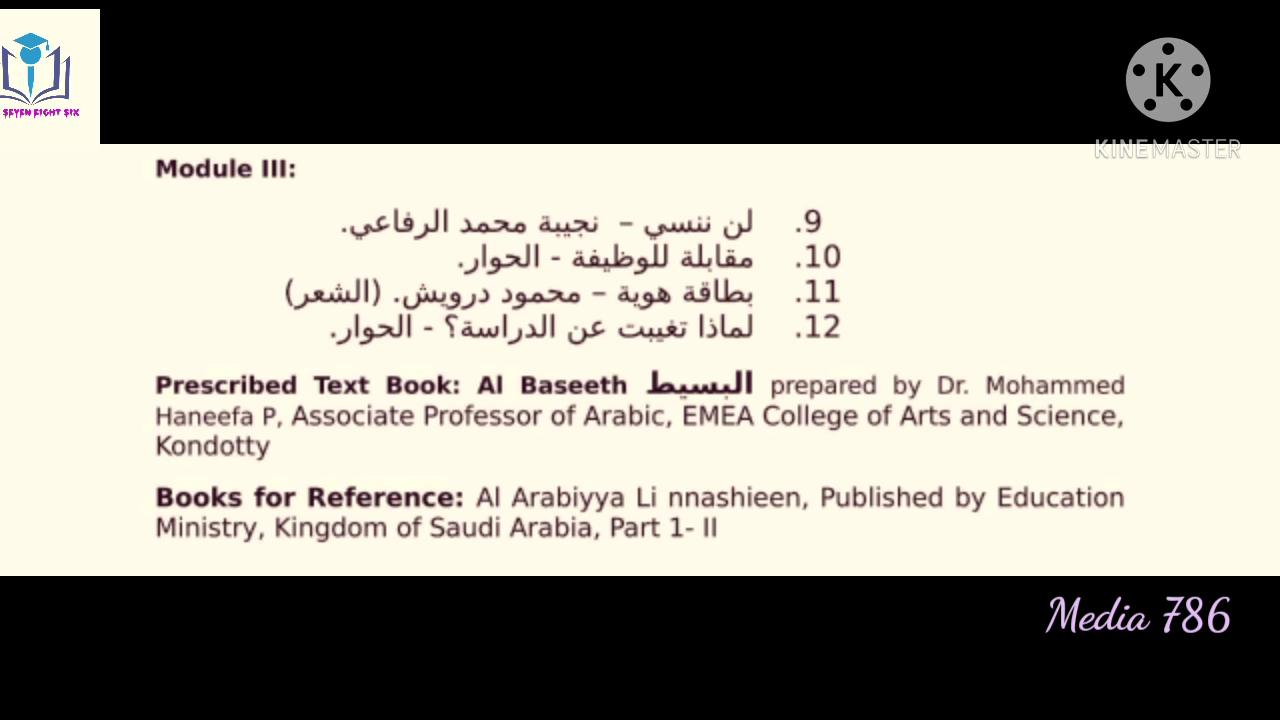 SEVEN EIGHT SIX
K
KINEMASTER
Module III:
9. لن ننسي – نجيبة محمد الرفاعي.
10. مقابلة للوظيفة - الحوار.
11. بطاقة هوية – محمود درويش. (الشعر)
12. لماذا تغيبت عن الدراسة؟ - الحوار.
Prescribed Text Book: Al Baseeth البسيط prepared by Dr. Mohammed
Haneefa P, Associate Professor of Arabic, EMEA College of Arts and Science,
Kondotty
Books for Reference: Al Arabiyya Li nnashieen, Published by Education
Ministry, Kingdom of Saudi Arabia, Part 1- II
Media 786